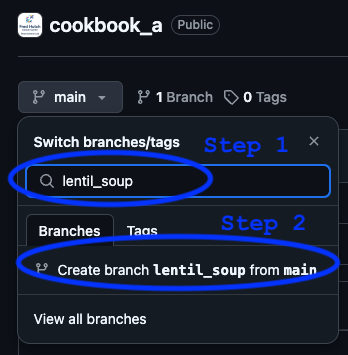 cookbook_a Public
main 1 Branch 0 Tags
Switch branches/tags
Step 1
lentil_soup
Step 2
Branches Tags
Create branch lentil_soup from main
View all branches